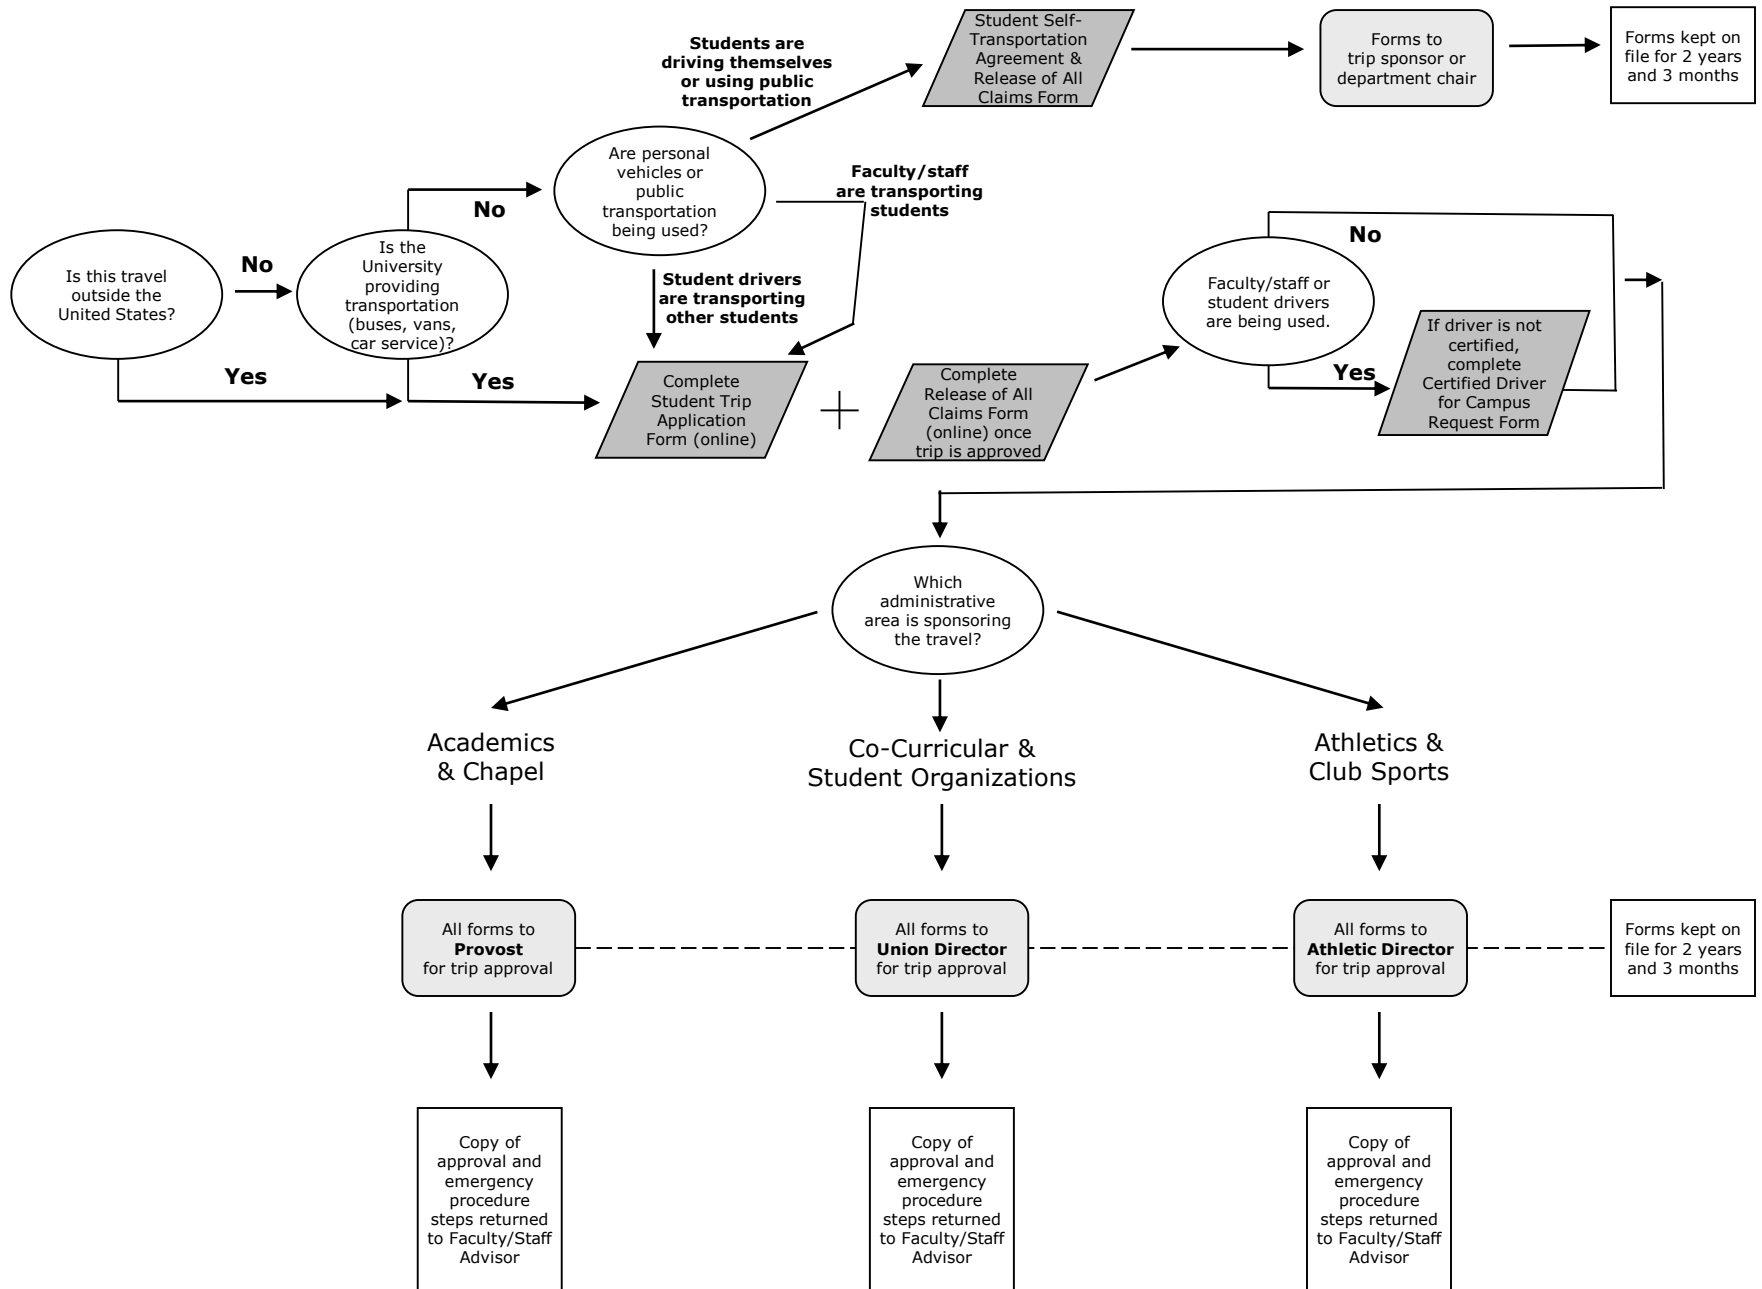 Students are
driving themselves
or using public
transportation
Student Self-
Transportation
Agreement &
Release of All
Claims Form
Forms to
trip sponsor or
department chair
Forms kept on
file for 2 years
and 3 months
Are personal
vehicles or
public
transportation
being used?
No
Faculty/staff
are transporting
students
Is this travel
outside the
United States?
No
Is the
University
providing
transportation
(buses, vans,
car service)?
Student drivers
are transporting
other students
Faculty/staff or
student drivers
are being used.
No
Yes
Yes
Complete
Student Trip
Application
Form (online)
Complete
Release of All
Claims Form
(online) once
trip is approved
Yes
If driver is not
certified,
complete
Certified Driver
for Campus
Request Form
Which
administrative
area is sponsoring
the travel?
Academics
& Chapel
Co-Curricular &
Student Organizations
Athletics &
Club Sports
All forms to
Provost
for trip approval
All forms to
Union Director
for trip approval
All forms to
Athletic Director
for trip approval
Forms kept on
file for 2 years
and 3 months
Copy of
approval and
emergency
procedure
steps returned
to Faculty/Staff
Advisor
Copy of
approval and
emergency
procedure
steps returned
to Faculty/Staff
Advisor
Copy of
approval and
emergency
procedure
steps returned
to Faculty/Staff
Advisor